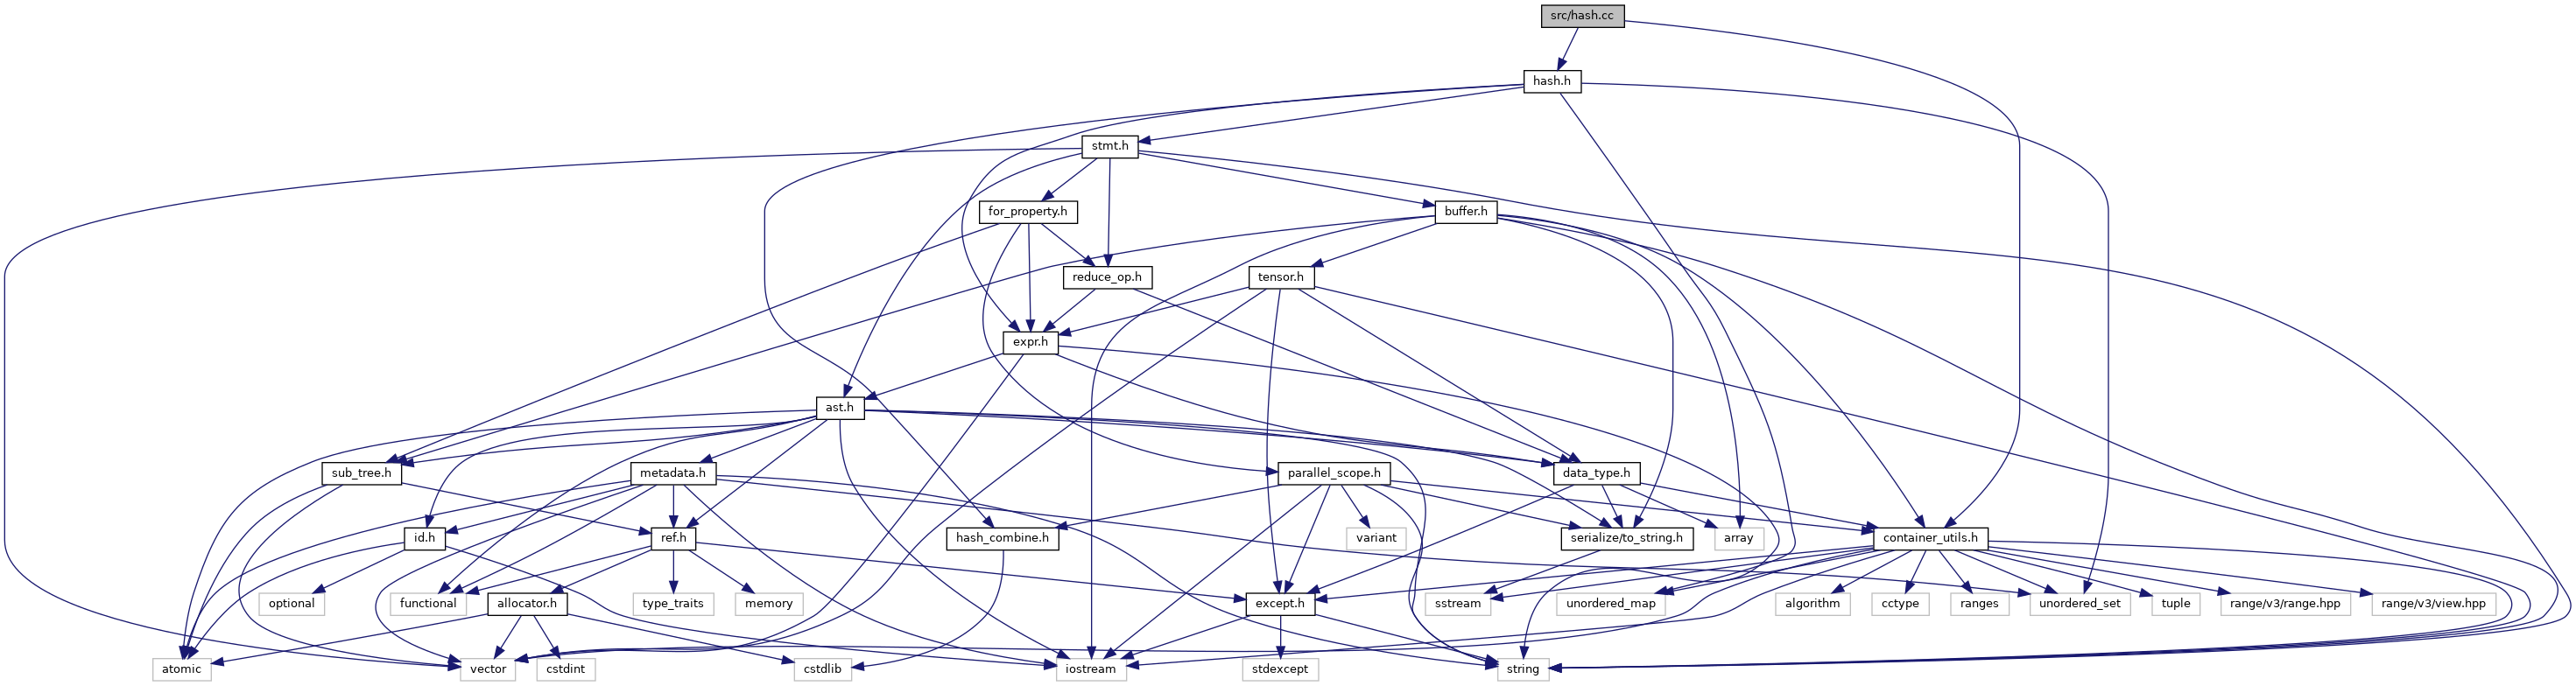 src/hash.cc
hash.h
stmt.h
for_property.h
buffer.h
reduce_op.h
tensor.h
expr.h
ast.h
sub_tree.h
metadata.h
parallel_scope.h
data_type.h
id.h
ref.h
hash_combine.h
variant
serialize/to_string.h
array
container_utils.h
optional
functional
allocator.h
type_traits
memory
except.h
sstream
unordered_map
algorithm
cctype
ranges
unordered_set
tuple
range/v3/range.hpp
range/v3/view.hpp
atomic
vector
cstdint
cstdlib
iostream
stdexcept
string